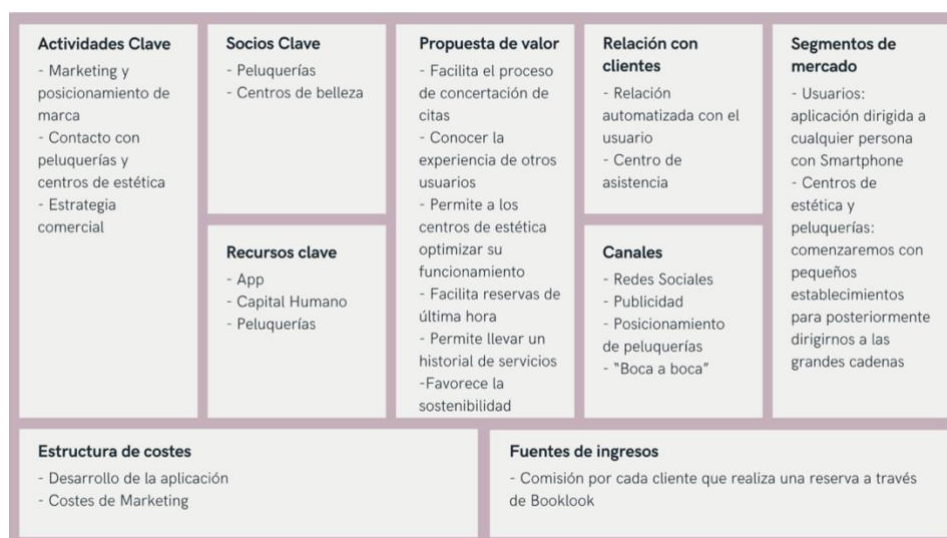 Actividades Clave
- Marketing y
posicionamiento de
marca
- Contacto con
peluquerías y
centros de estética
- Estrategia
comercial
Socios Clave
- Peluquerías
- Centros de belleza
Recursos clave
- App
- Capital Humano
- Peluquerías
Propuesta de valor
- Facilita el proceso
de concertación de
citas
- Conocer la
experiencia de otros
usuarios
- Permite a los
centros de estética
optimizar su
funcionamiento
- Facilita reservas de
última hora
- Permite llevar un
historial de servicios
-Favorece la
sostenibilidad
Relación con
clientes
- Relación
automatizada con el
usuario
- Centro de
asistencia
Canales
- Redes Sociales
- Publicidad
- Posicionamiento
de peluquerías
- "Boca a boca"
Segmentos de
mercado
- Usuarios:
aplicación dirigida a
cualquier persona
con Smartphone
- Centros de
estética y
peluquerías:
comenzaremos con
pequeños
establecimientos
para posteriormente
dirigirnos a las
grandes cadenas
Estructura de costes
- Desarrollo de la aplicación
- Costes de Marketing
Fuentes de ingresos
- Comisión por cada cliente que realiza una reserva a través
de Booklook